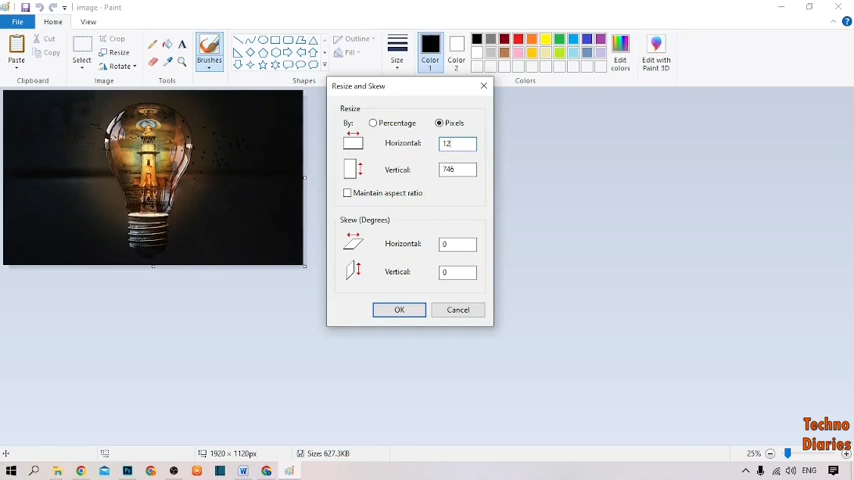 image - Paint
File
Home
View
Paste
Cut
Copy
Clipboard
Select
Crop
Resize
Rotate
Image
Tools
Brushes
Shapes
Outline
Fill
Size
Color
1
Color
2
Colors
Edit
colors
Edit with
Paint 3D
Resize and Skew
Resize
By:
Percentage
Pixels
Horizontal:
12
Vertical:
746
Maintain aspect ratio
Skew (Degrees)
Horizontal:
0
Vertical:
0
OK
Cancel
Techno
Diaries
1920 × 1120px
Size: 627.3KB
25%
ENG